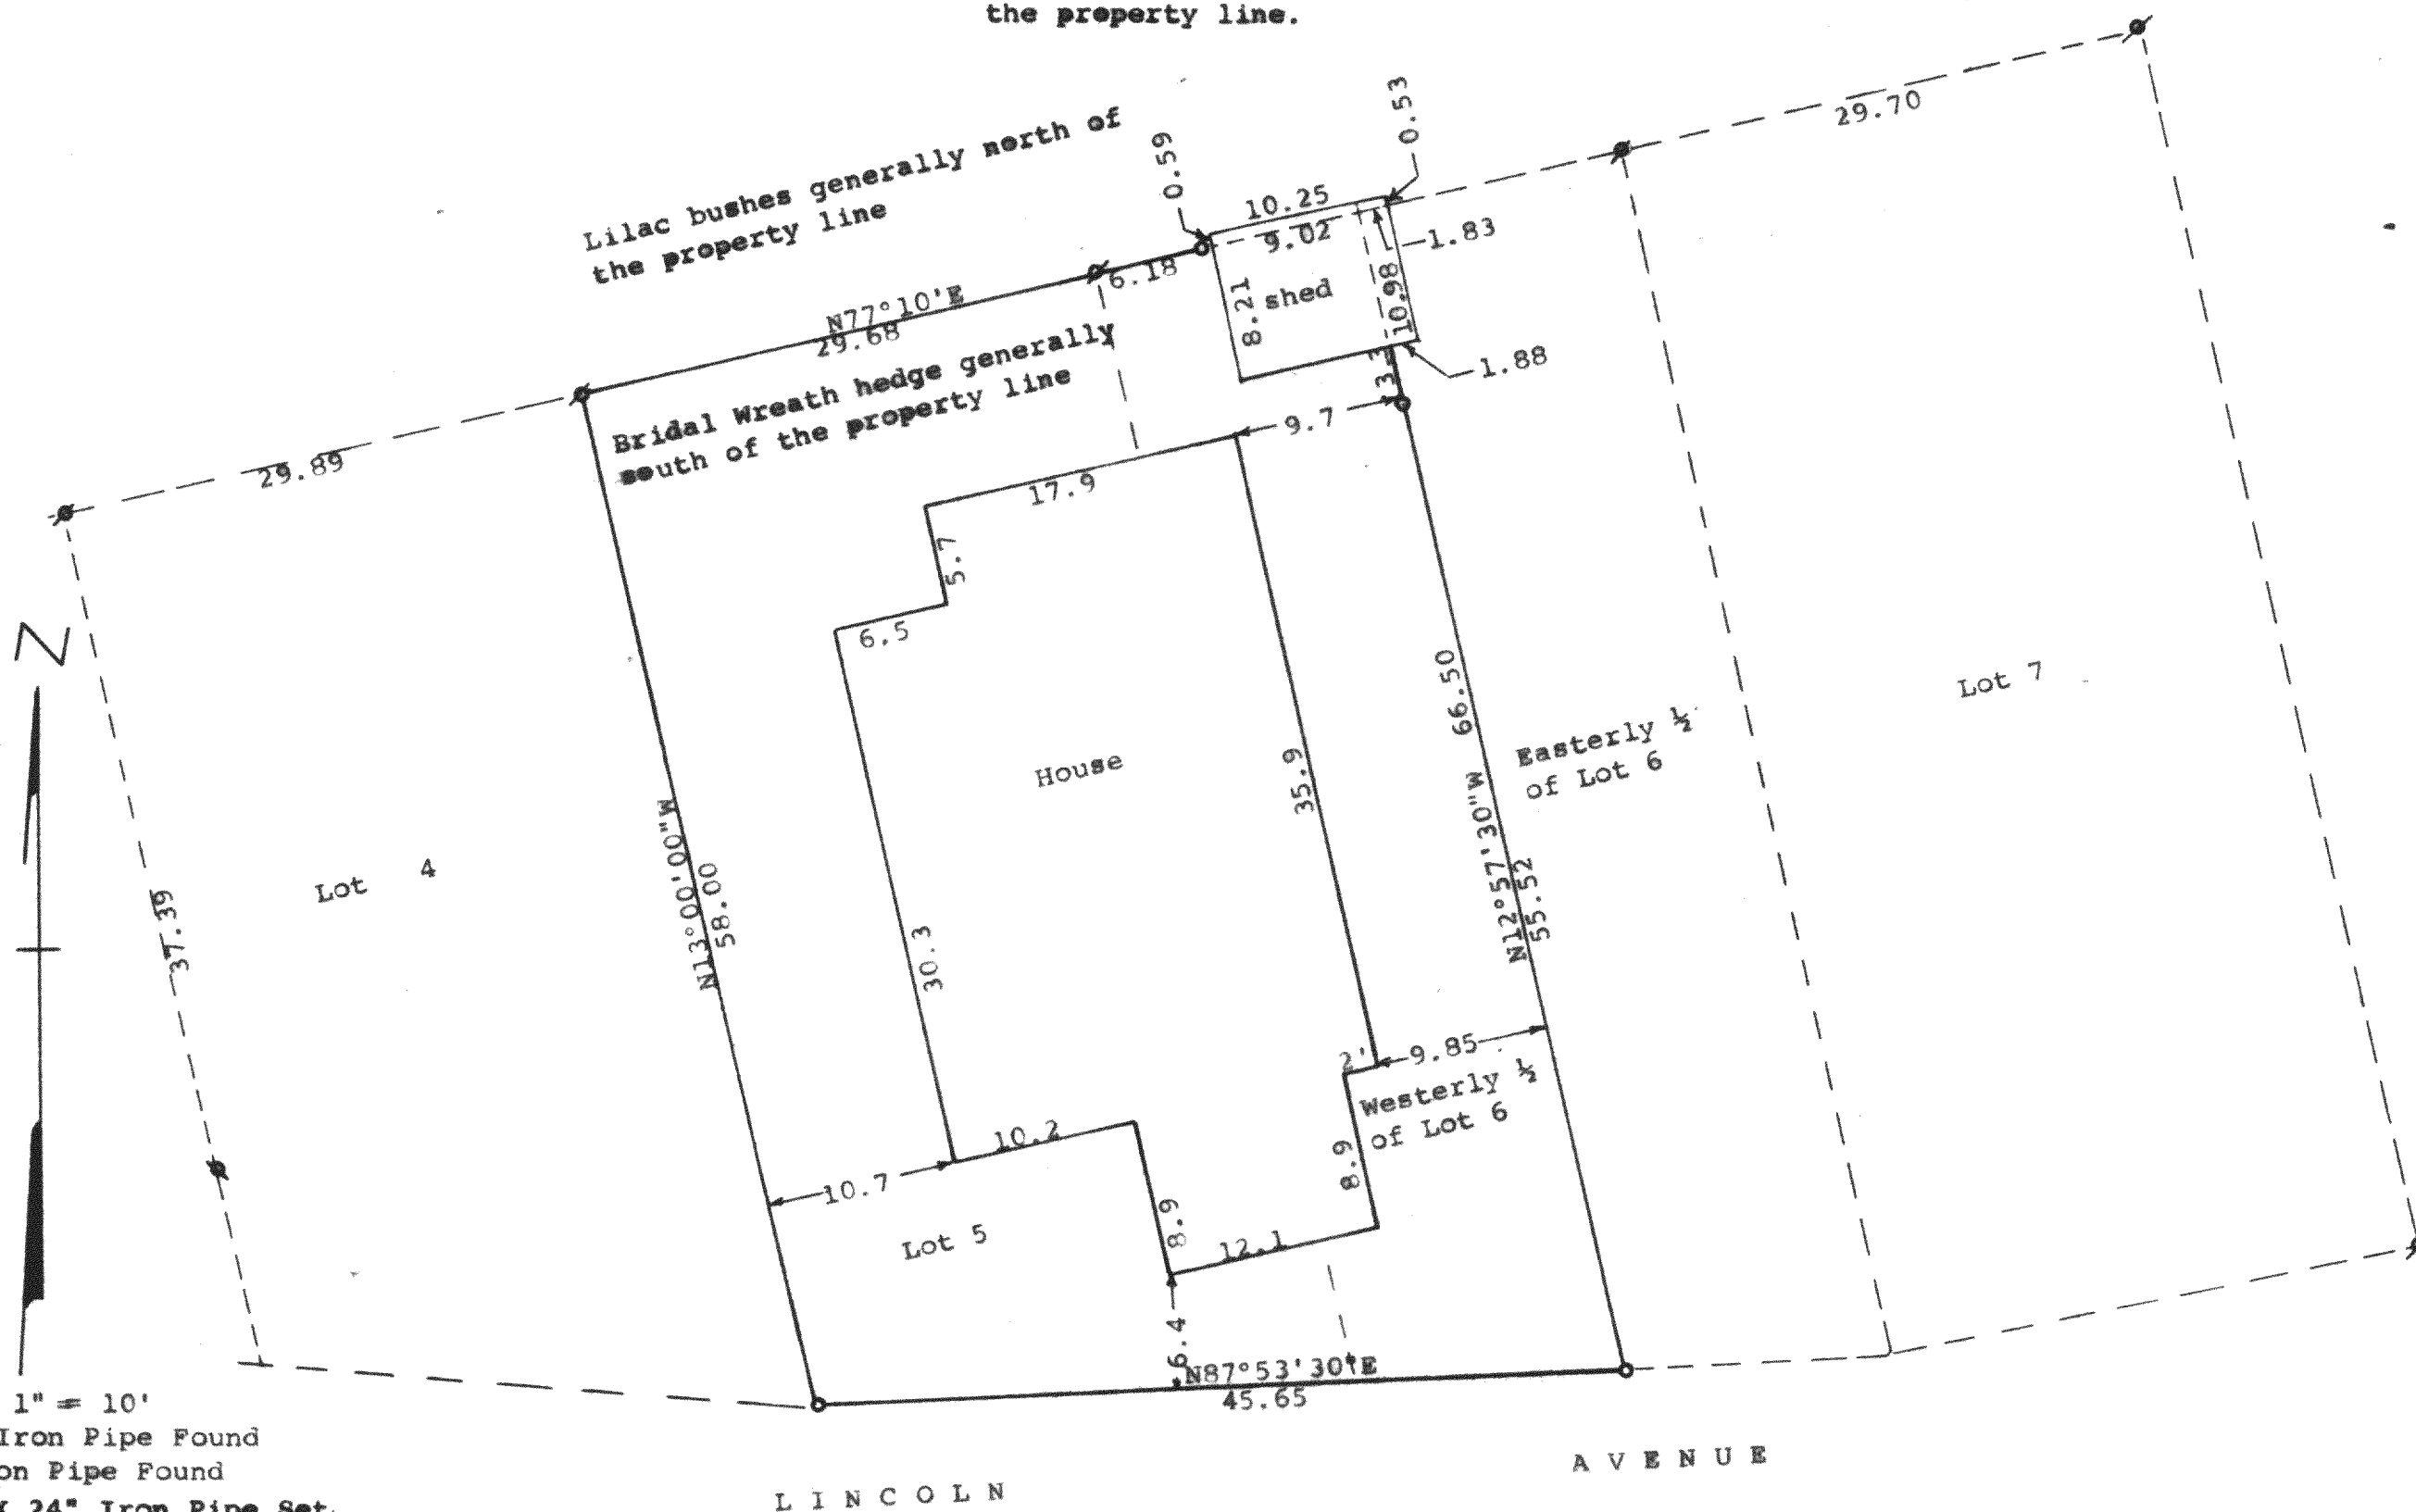 the property line.
Lilac bushes generally north of
the property line
0.59
0.53
10.25
9.02
1.83
29.70
6.18
8.21
shed
10.98
N77°10'E
29.68
Bridal Wreath hedge generally
south of the property line
1.88
9.7
29.89
17.9
5.7
6.5
N
66.50
Lot 7
Easterly ½
of Lot 6
House
35.9
N13°00'00"W
58.00
N12°57'30"W
55.52
Lot 4
37.39
30.3
2'
9.85
Westerly ½
of Lot 6
10.2
10.7
8.9
8.9
Lot 5
12.1
6.4
N87°53'30"E
45.65
1" = 10'
Iron Pipe Found
Pipe Found
24" Iron Pipe Set
LINCOLN AVENUE